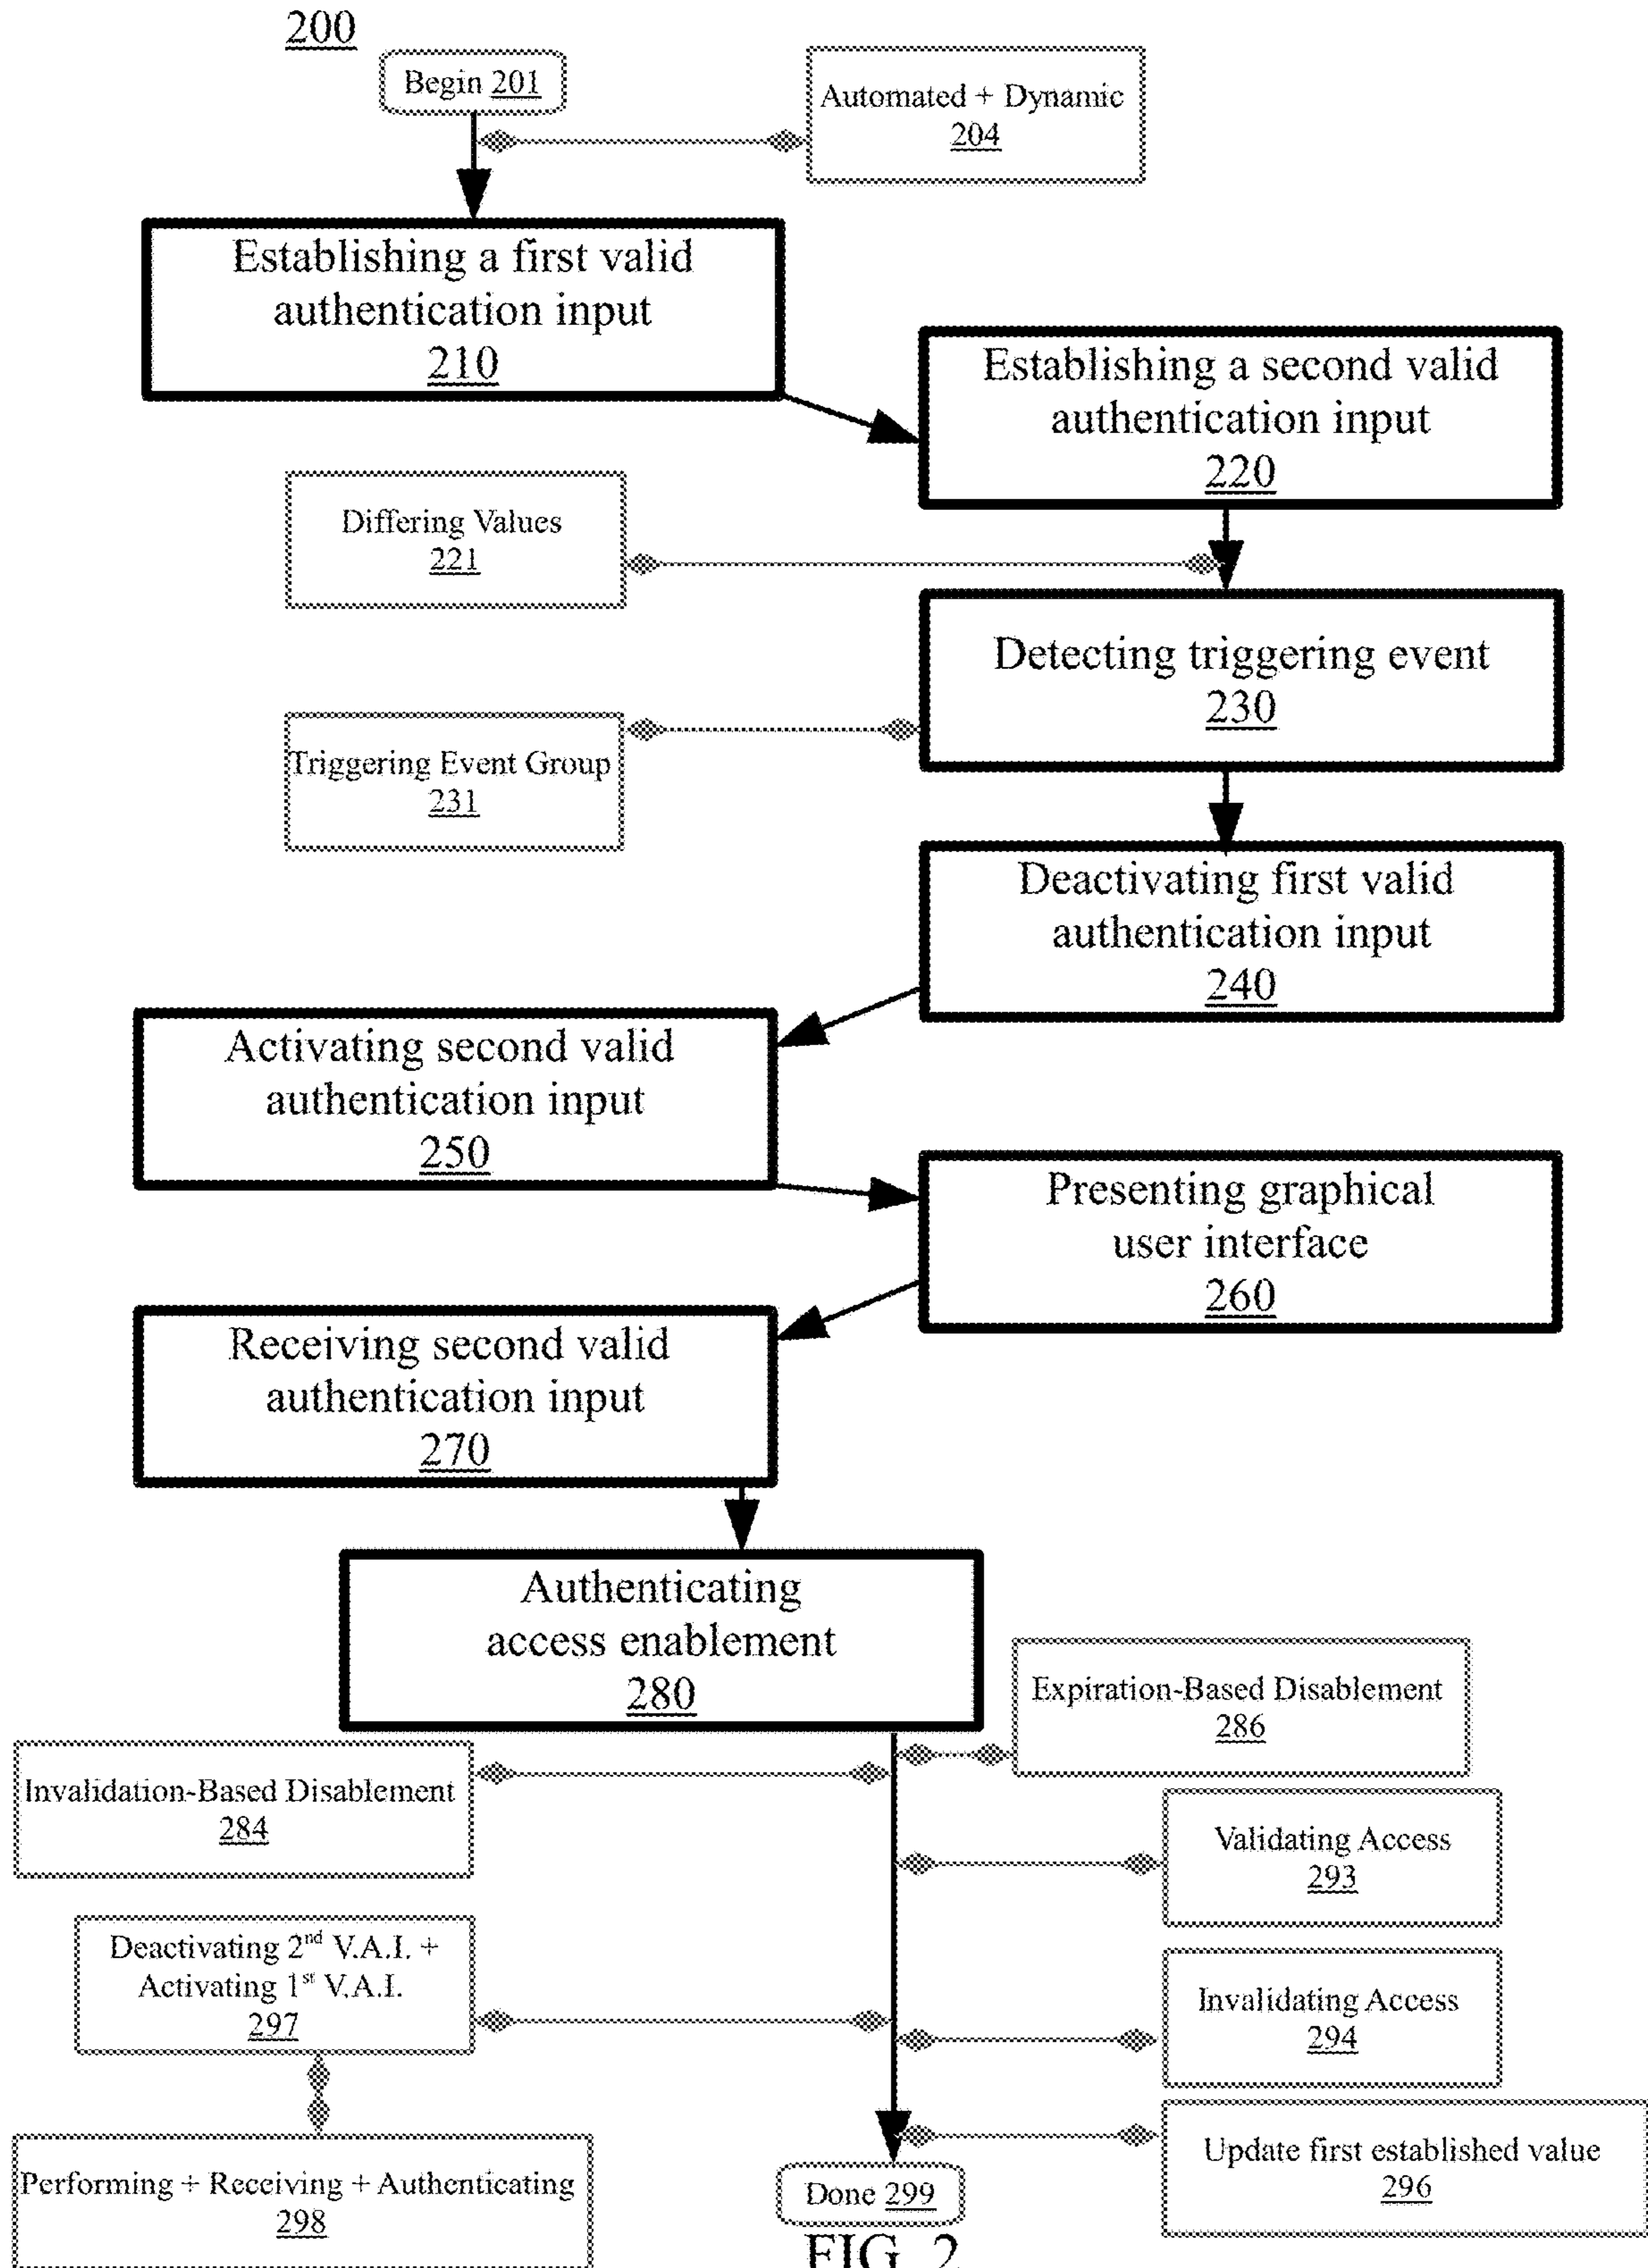 200
Begin 201
Automated + Dynamic
204
Establishing a first valid
authentication input
210
Establishing a second valid
authentication input
220
Differing Values
221
Detecting triggering event
230
Triggering Event Group
231
Deactivating first valid
authentication input
240
Activating second valid
authentication input
250
Presenting graphical
user interface
260
Receiving second valid
authentication input
270
Authenticating
access enablement
280
Expiration-Based Disablement
286
Invalidation-Based Disablement
284
Validating Access
293
Deactivating 2nd V.A.I. +
Activating 1st V.A.I.
297
Invalidating Access
294
Update first established value
296
Performing + Receiving + Authenticating
298
Done 299
FIG. 2